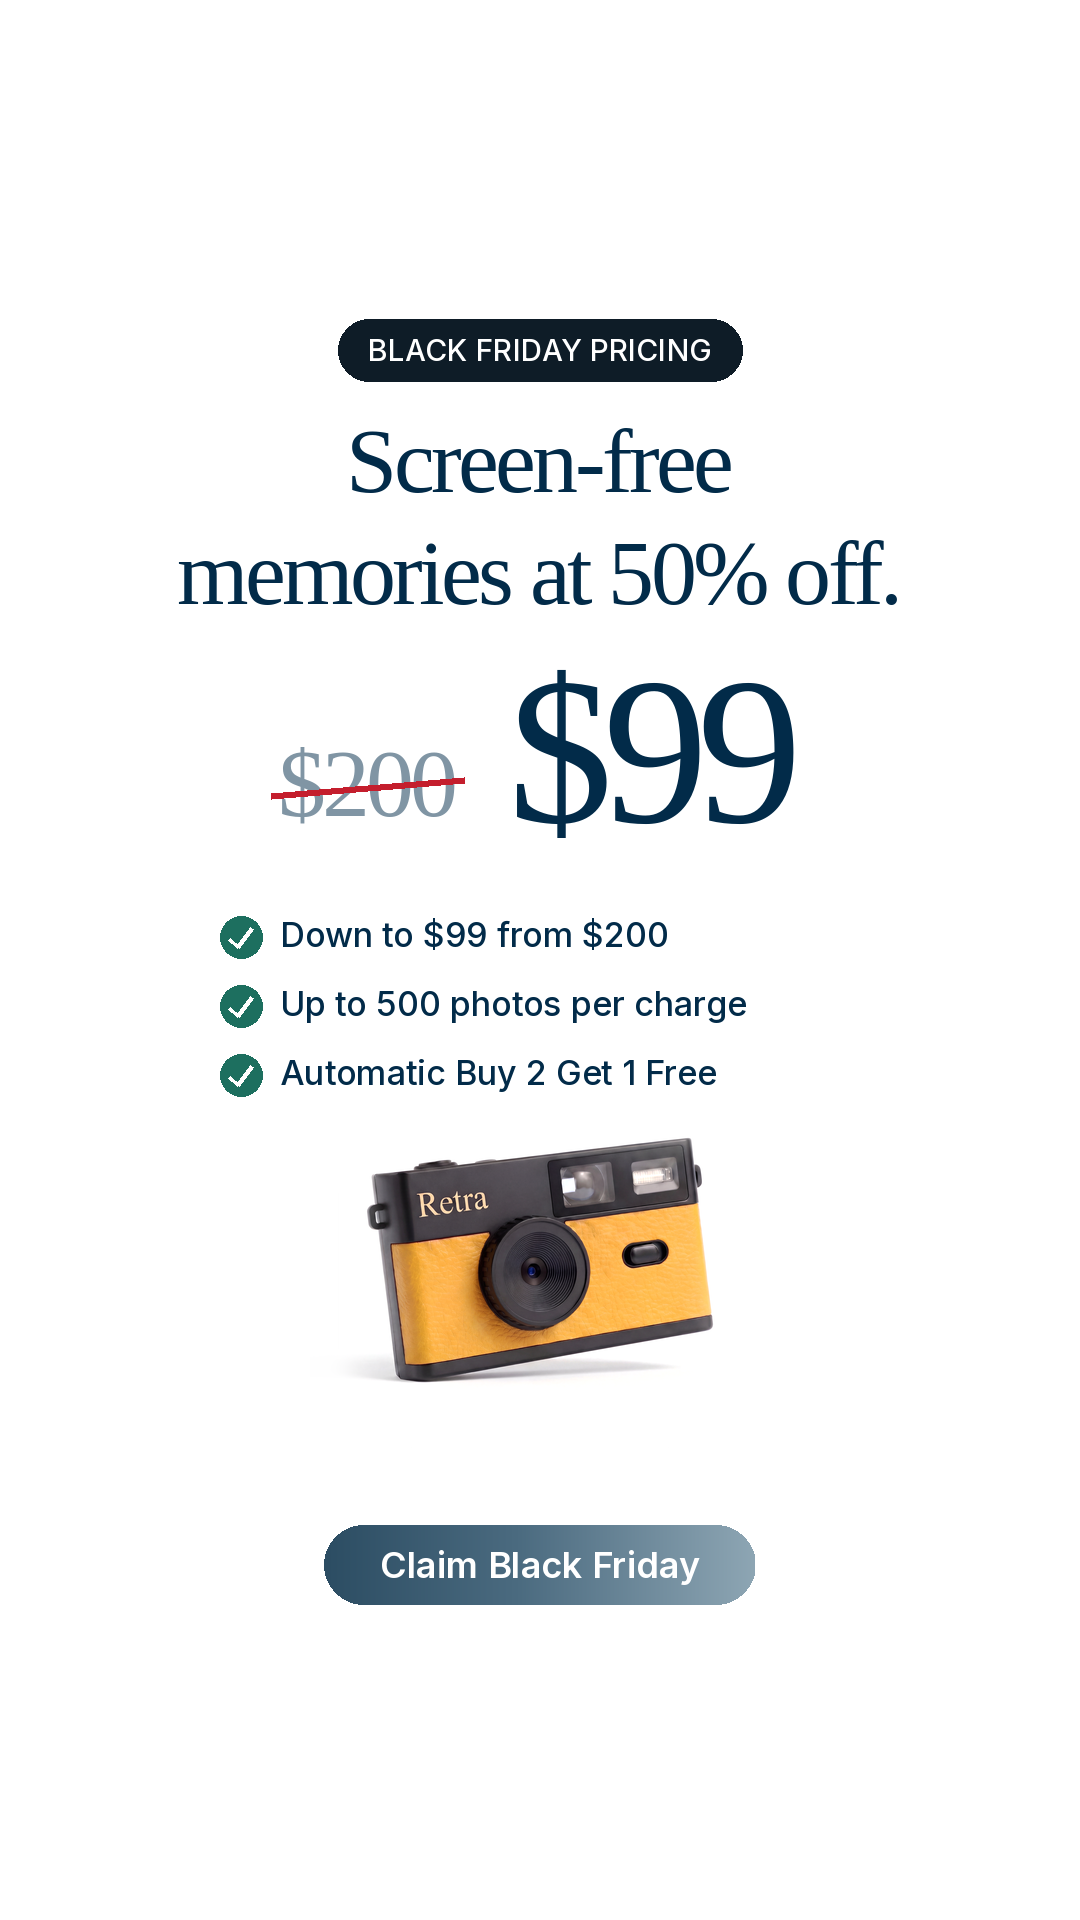 BLACK FRIDAY PRICING
Screen-free
memories at 50% off.
$200 $99
Down to $99 from $200
Up to 500 photos per charge
Automatic Buy 2 Get 1 Free
Retra
Claim Black Friday